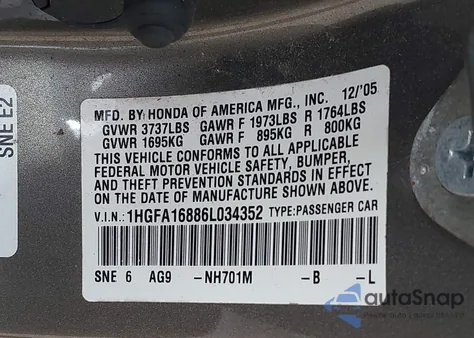 SNE E2
MFD. BY HONDA OF AMERICA MFG., INC. 12/'05
GVWR 3737LBS GAWR F 1973LBS R 1764LBS
GVWR 1695KG GAWR F 895KG R 800KG
THIS VEHICLE CONFORMS TO ALL APPLICABLE
FEDERAL MOTOR VEHICLE SAFETY, BUMPER,
AND THEFT PREVENTION STANDARDS IN EFFECT
ON THE DATE OF MANUFACTURE SHOWN ABOVE.
V.I.N.: 1HGFA16886L034352 TYPE:PASSENGER CAR
SNE 6 AG9 -NH701M -B -L
autoSnap